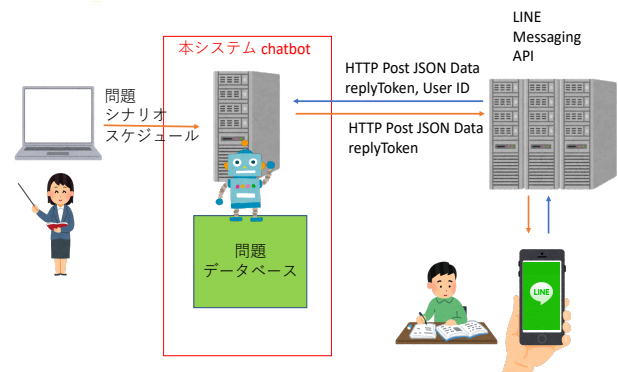 本システム chatbot
LINE
Messaging
API
問題
シナリオ
スケジュール
HTTP Post JSON Data
replyToken, User ID
HTTP Post JSON Data
replyToken
問題
データベース
LINE